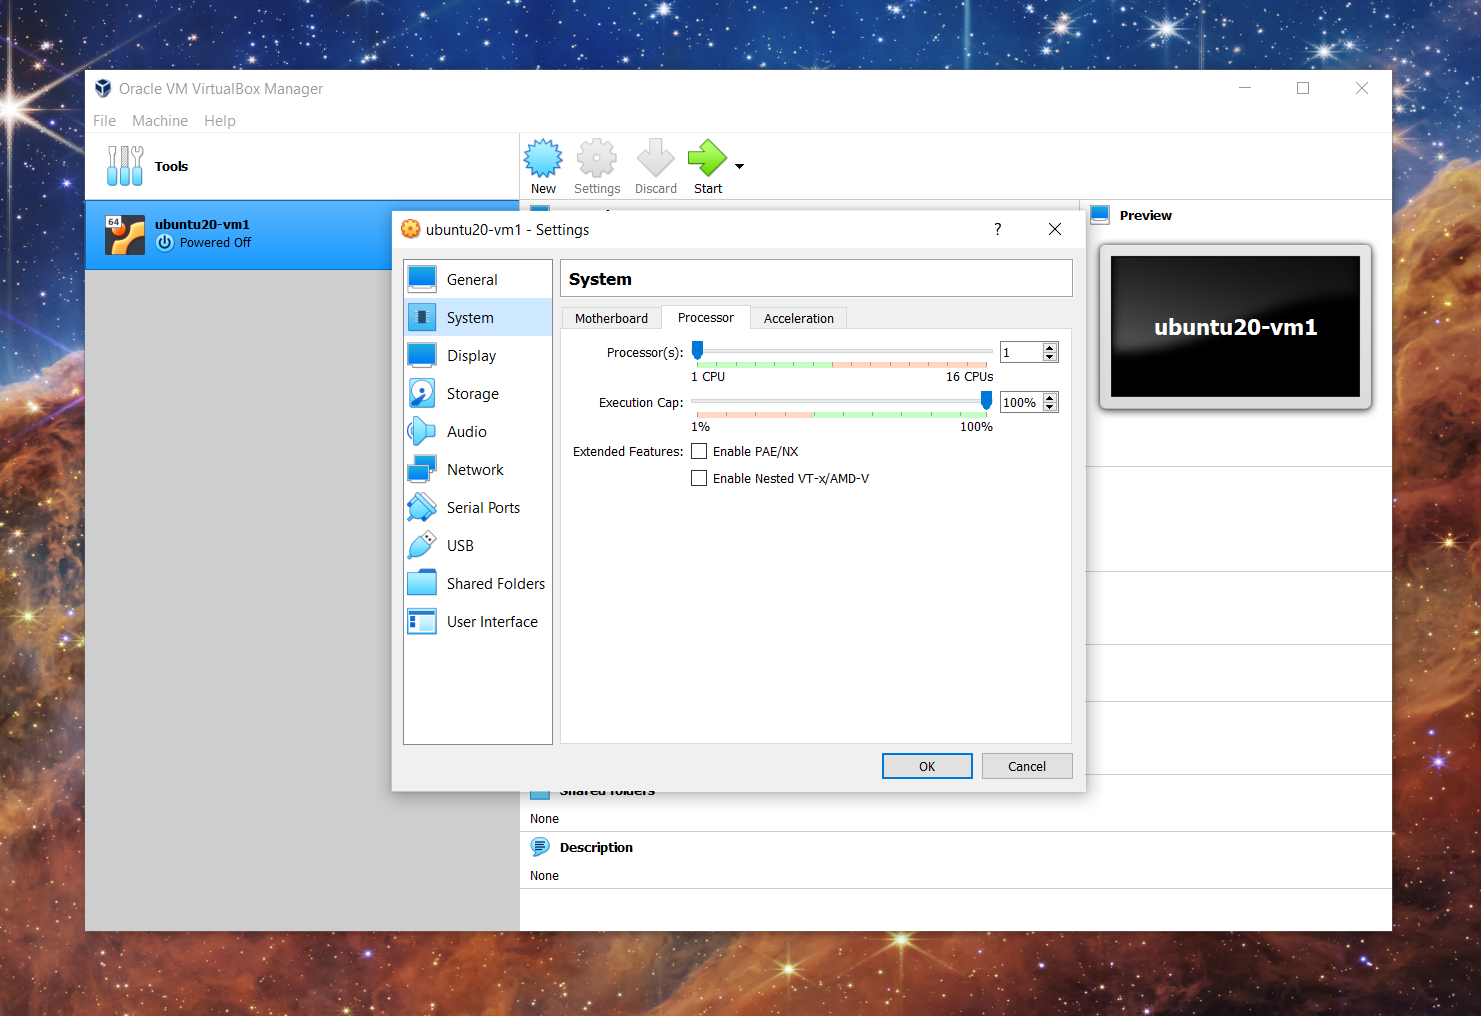 Oracle VM VirtualBox Manager
File Machine Help
Tools
New Settings Discard Start
64
ubuntu20-vm1
Powered Off
Preview
ubuntu20-vm1
ubuntu20-vm1 - Settings
?
General
System
Display
Storage
Audio
Network
Serial Ports
USB
Shared Folders
User Interface
System
Motherboard Processor Acceleration
Processor(s): 1
1 CPU 16 CPUs
Execution Cap: 100%
1% 100%
Extended Features: Enable PAE/NX
Enable Nested VT-x/AMD-V
OK Cancel
Shared folders
None
Description
None